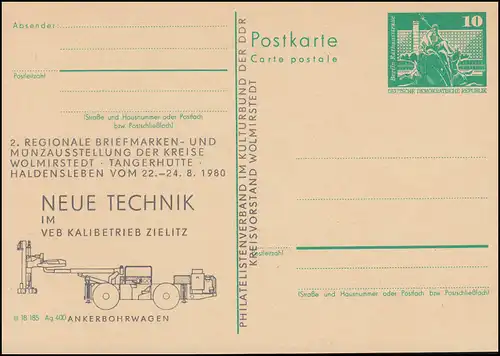 Absender:
Postleitzahl
(Straße und Hausnummer oder Postfach
bzw. Postschließfach)
2. REGIONALE BRIEFMARKEN- UND
MÜNZAUSSTELLUNG DER KREISE
WOLMIRSTEDT · TANGERHÜTTE ·
HALDENSLEBEN VOM 22.–24. 8. 1980
NEUE TECHNIK
IM
VEB KALIBETRIEB ZIELITZ
III 18 185 Ag 400
ANKERBOHRWAGEN
PHILATELISTENVERBAND IM KULTURBUND DER DDR
KREISVORSTAND WOLMIRSTEDT
Postkarte
Carte postale
10
Berlin, Rathausstraße
DEUTSCHE DEMOKRATISCHE REPUBLIK
Postleitzahl
(Straße und Hausnummer oder Postfach bzw. Postschließfach)